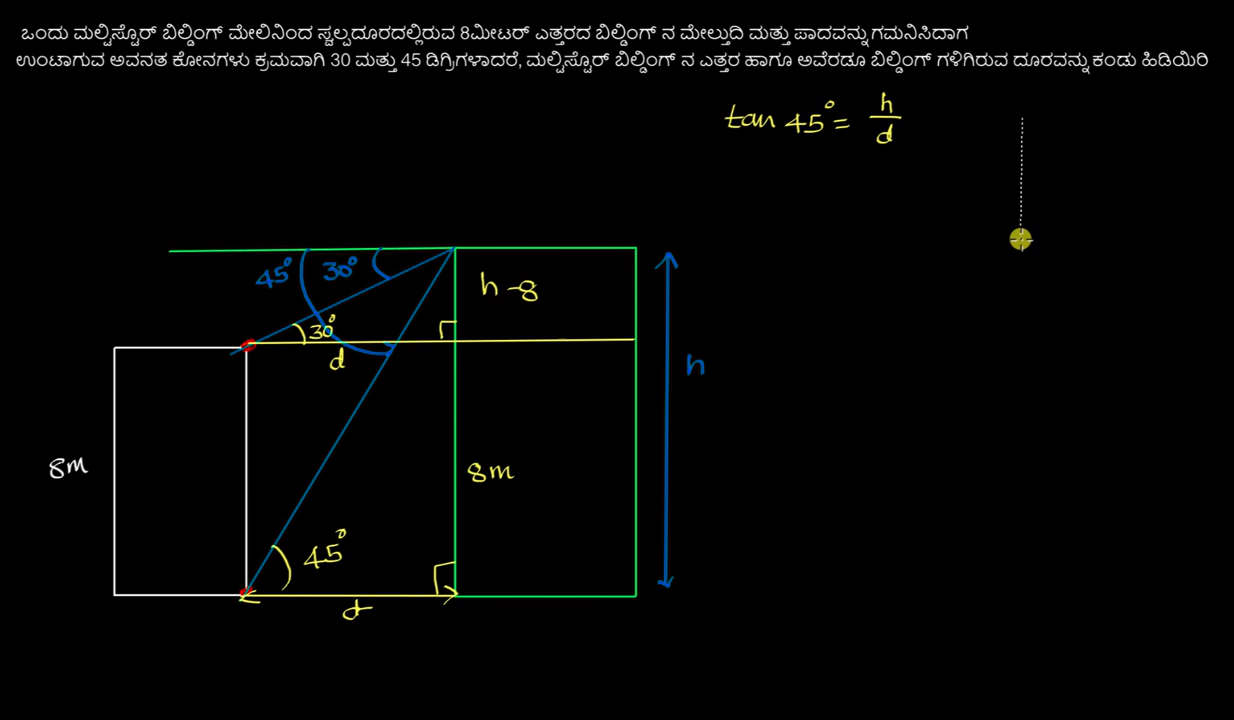 ಒಂದು ಮಲ್ಟಿಸ್ಟೊರ್ ಬಿಲ್ಡಿಂಗ್ ಮೇಲಿನಿಂದ ಸ್ವಲ್ಪದೂರದಲ್ಲಿರುವ 8ಮೀಟರ್ ಎತ್ತರದ ಬಿಲ್ಡಿಂಗ್ ನ ಮೇಲ್ತುದಿ ಮತ್ತು ಪಾದವನ್ನು ಗಮನಿಸಿದಾಗ
ಉಂಟಾಗುವ ಅವನತ ಕೋನಗಳು ಕ್ರಮವಾಗಿ 30 ಮತ್ತು 45 ಡಿಗ್ರಿಗಳಾದರೆ, ಮಲ್ಟಿಸ್ಟೊರ್ ಬಿಲ್ಡಿಂಗ್ ನ ಎತ್ತರ ಹಾಗೂ ಅವೆರಡೂ ಬಿಲ್ಡಿಂಗ್ ಗಳಿಗಿರುವ ದೂರವನ್ನು ಕಂಡು ಹಿಡಿಯಿರಿ
tan 45° = h/d
45° 30°
h-8
30°
d
h
8m
8m
45°
d